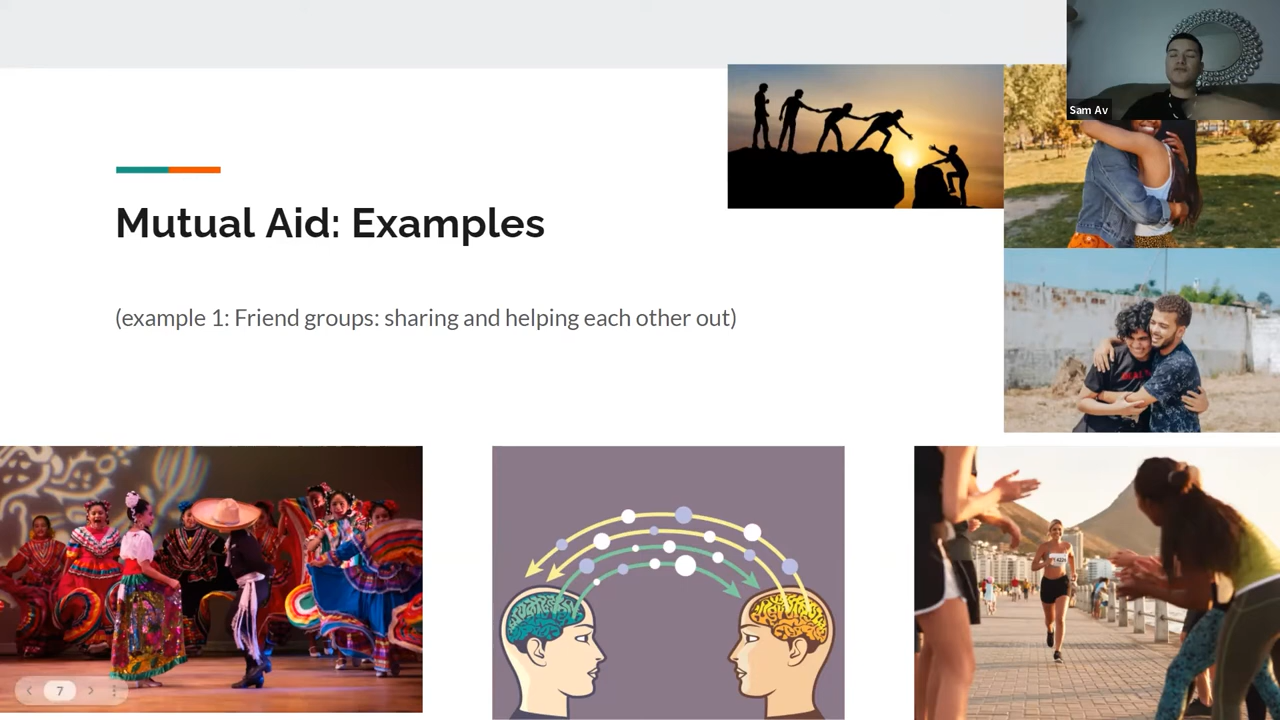 Sam Av
Mutual Aid: Examples
(example 1: Friend groups: sharing and helping each other out)
7